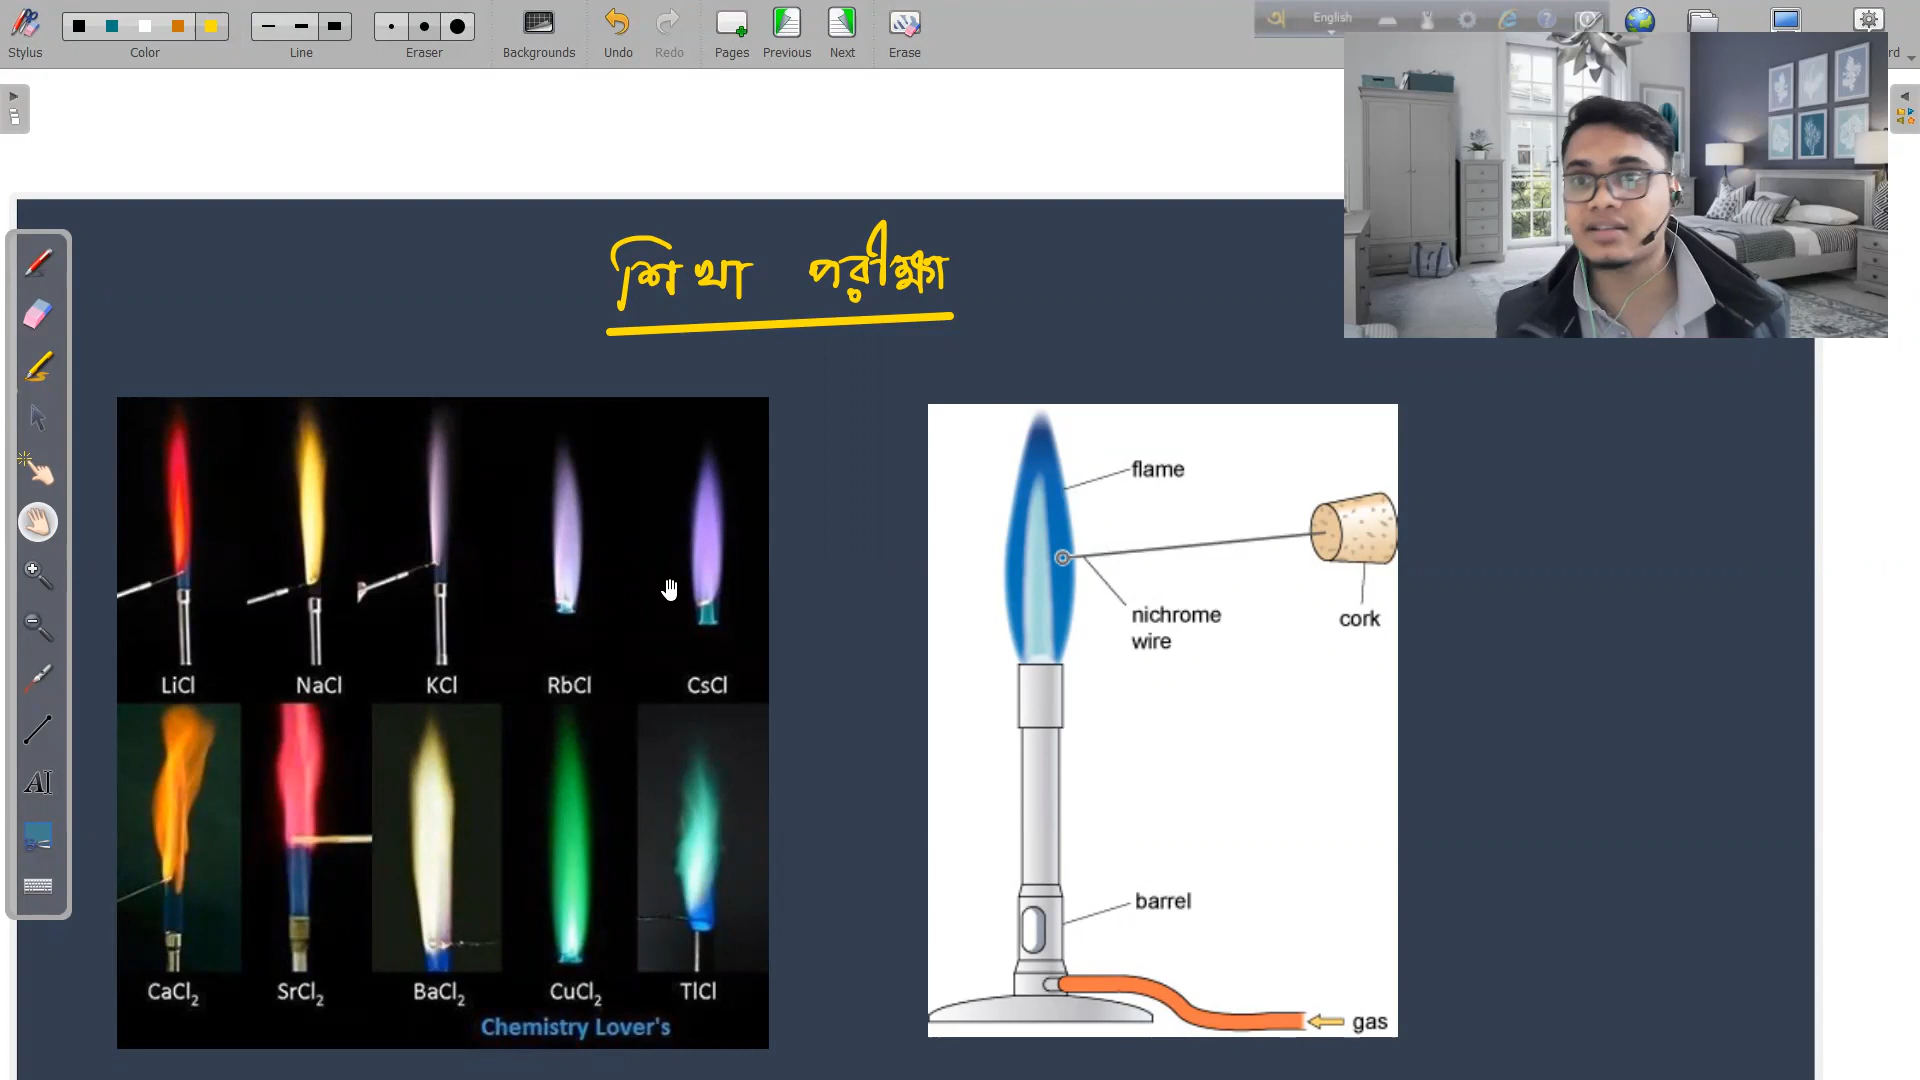 Stylus
Color
Line
Eraser
Backgrounds
Undo
Redo
Pages
Previous
Next
Erase
English
rd
শিখা পরীক্ষা
LiCl NaCl KCl RbCl CsCl
CaCl₂ SrCl₂ BaCl₂ CuCl₂ TlCl
Chemistry Lover's
flame
nichrome
wire
cork
barrel
gas